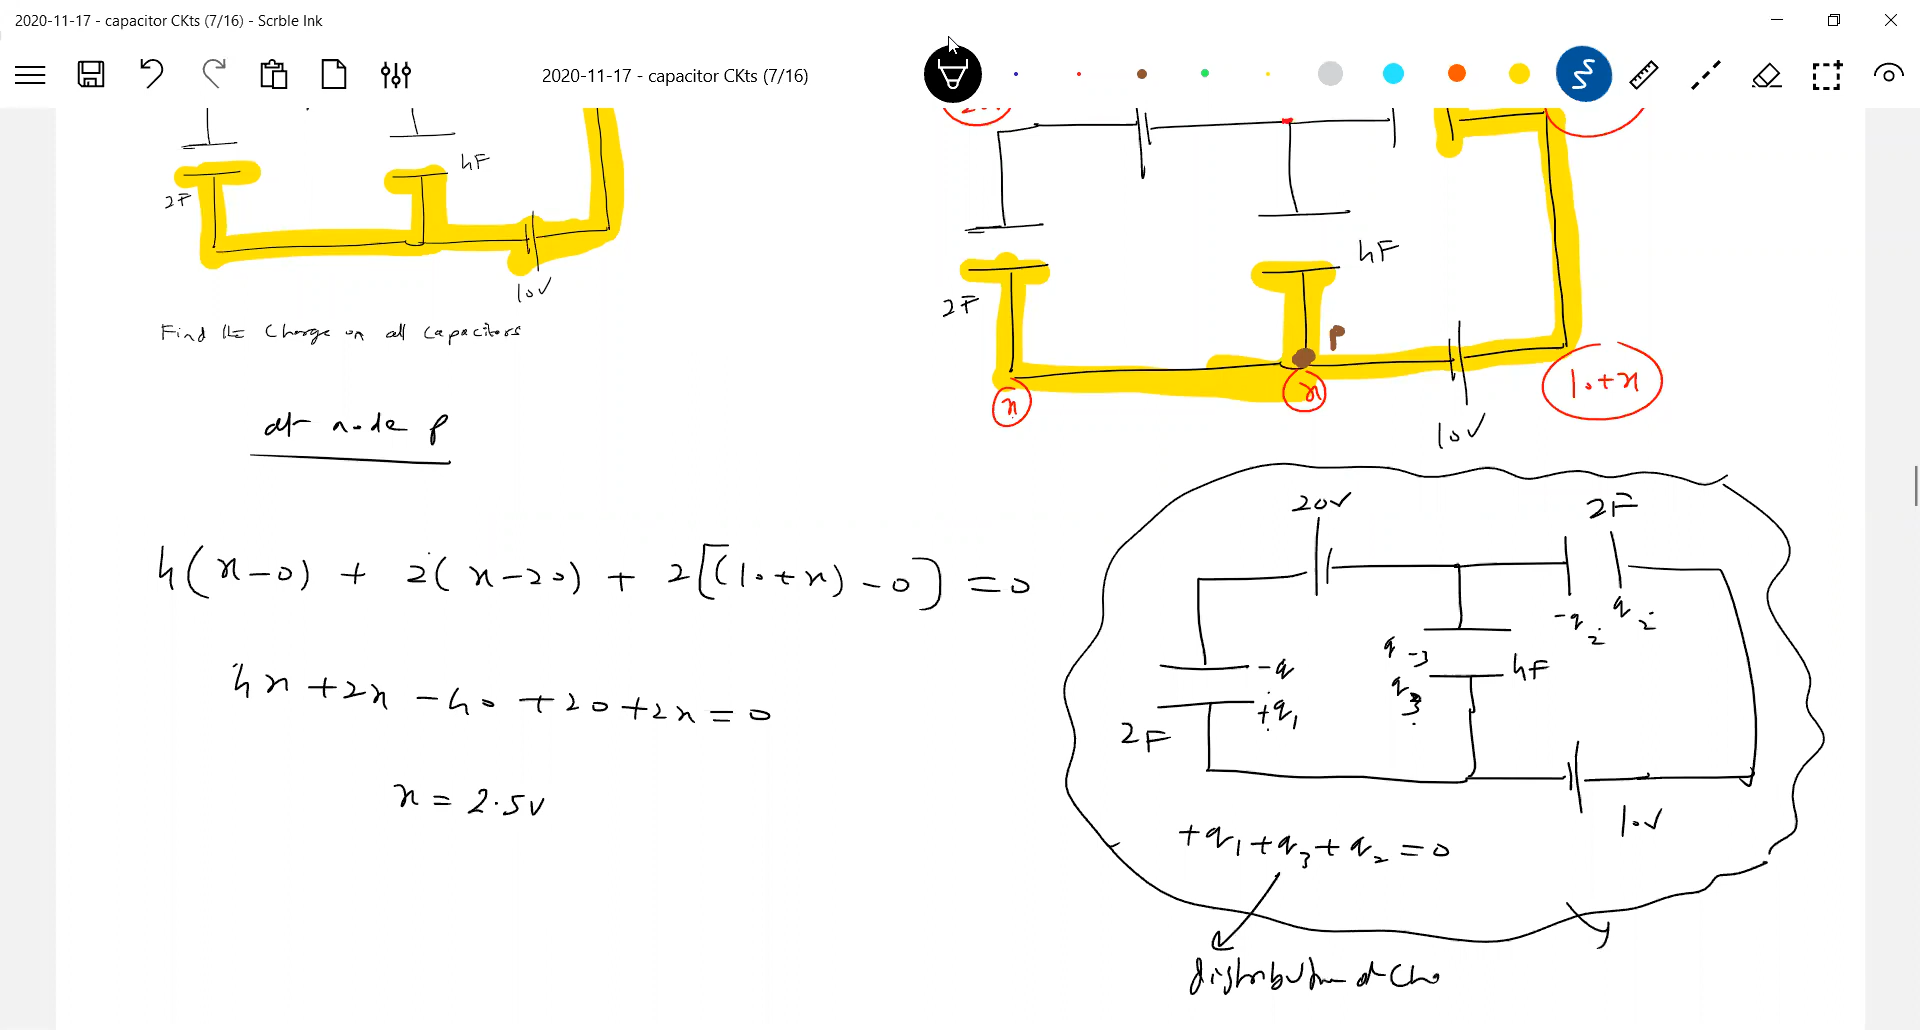 2020-11-17 - capacitor CKts (7/16) - Scrble Ink
2020-11-17 - capacitor CKts (7/16)
4F
2F
10V
Find the Charge on all Capacitors
4F
2F
P
x
x
10+x
10V
at node P
4(x-0) + 2(x-20) + 2[(10+x)-0] = 0
4x+2x-40+20+2x=0
x = 2.5V
20V
2F
-q2 q2
-q
+q1
2F
q-3
q3
4F
10V
+q1+q3+q2=0